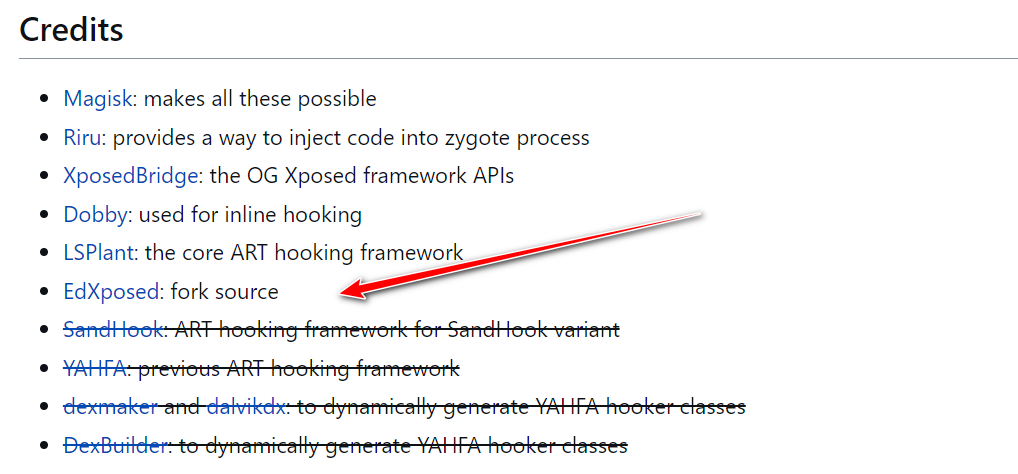 Credits
Magisk: makes all these possible
Riru: provides a way to inject code into zygote process
XposedBridge: the OG Xposed framework APIs
Dobby: used for inline hooking
LSPlant: the core ART hooking framework
EdXposed: fork source
SandHook: ART hooking framework for SandHook variant
YAHFA: previous ART hooking framework
dexmaker and dalvikdx: to dynamically generate YAHFA hooker classes
DexBuilder: to dynamically generate YAHFA hooker classes